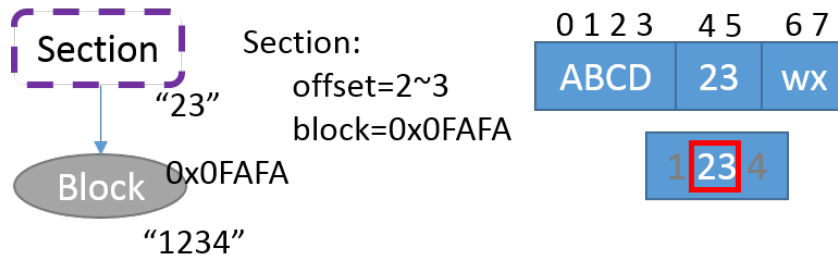 Section
"23"
0x0FAFA
Block
"1234"
Section:
offset=2~3
block=0x0FAFA
0 1 2 3 4 5 6 7
ABCD 23 wx
1 23 4